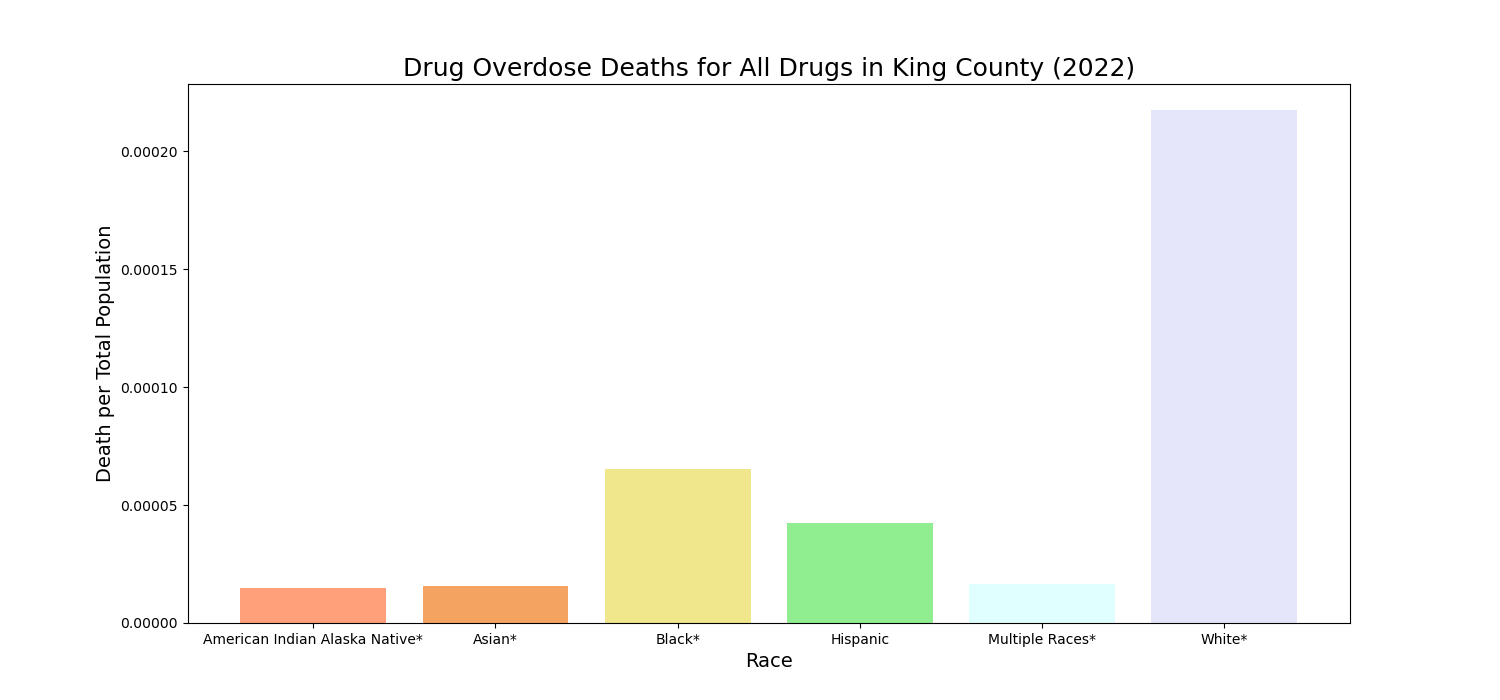 Drug Overdose Deaths for All Drugs in King County (2022)
Death per Total Population
0.00020
0.00015
0.00010
0.00005
0.00000
American Indian Alaska Native*
Asian*
Black*
Hispanic
Multiple Races*
White*
Race